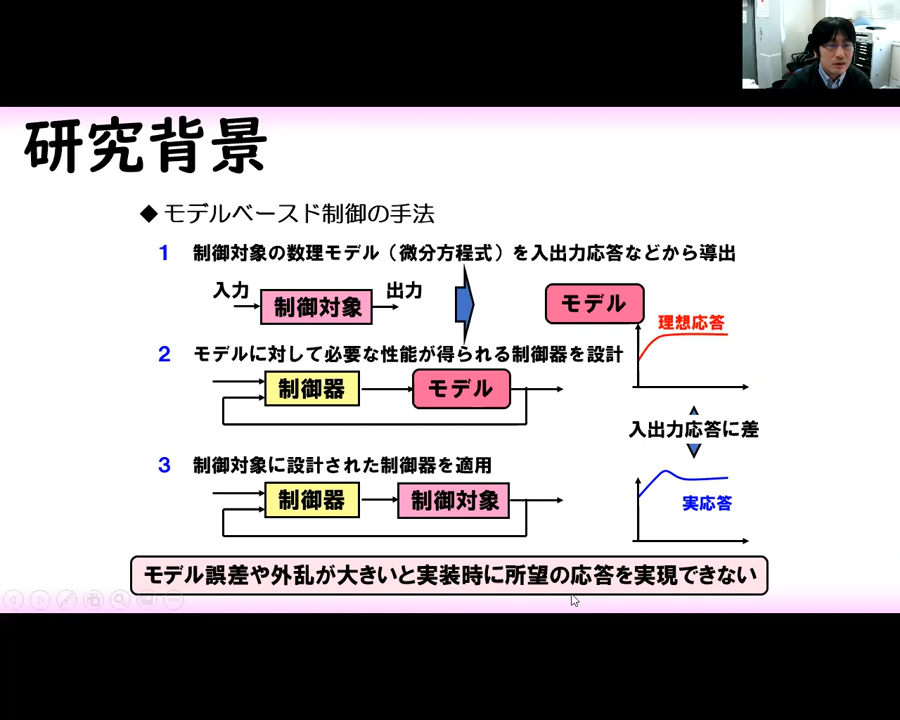 研究背景
◆ モデルベースド制御の手法
1 制御対象の数理モデル（微分方程式）を入出力応答などから導出
入力
制御対象
出力
モデル
理想応答
2 モデルに対して必要な性能が得られる制御器を設計
制御器
モデル
入出力応答に差
3 制御対象に設計された制御器を適用
制御器
制御対象
実応答
モデル誤差や外乱が大きいと実装時に所望の応答を実現できない